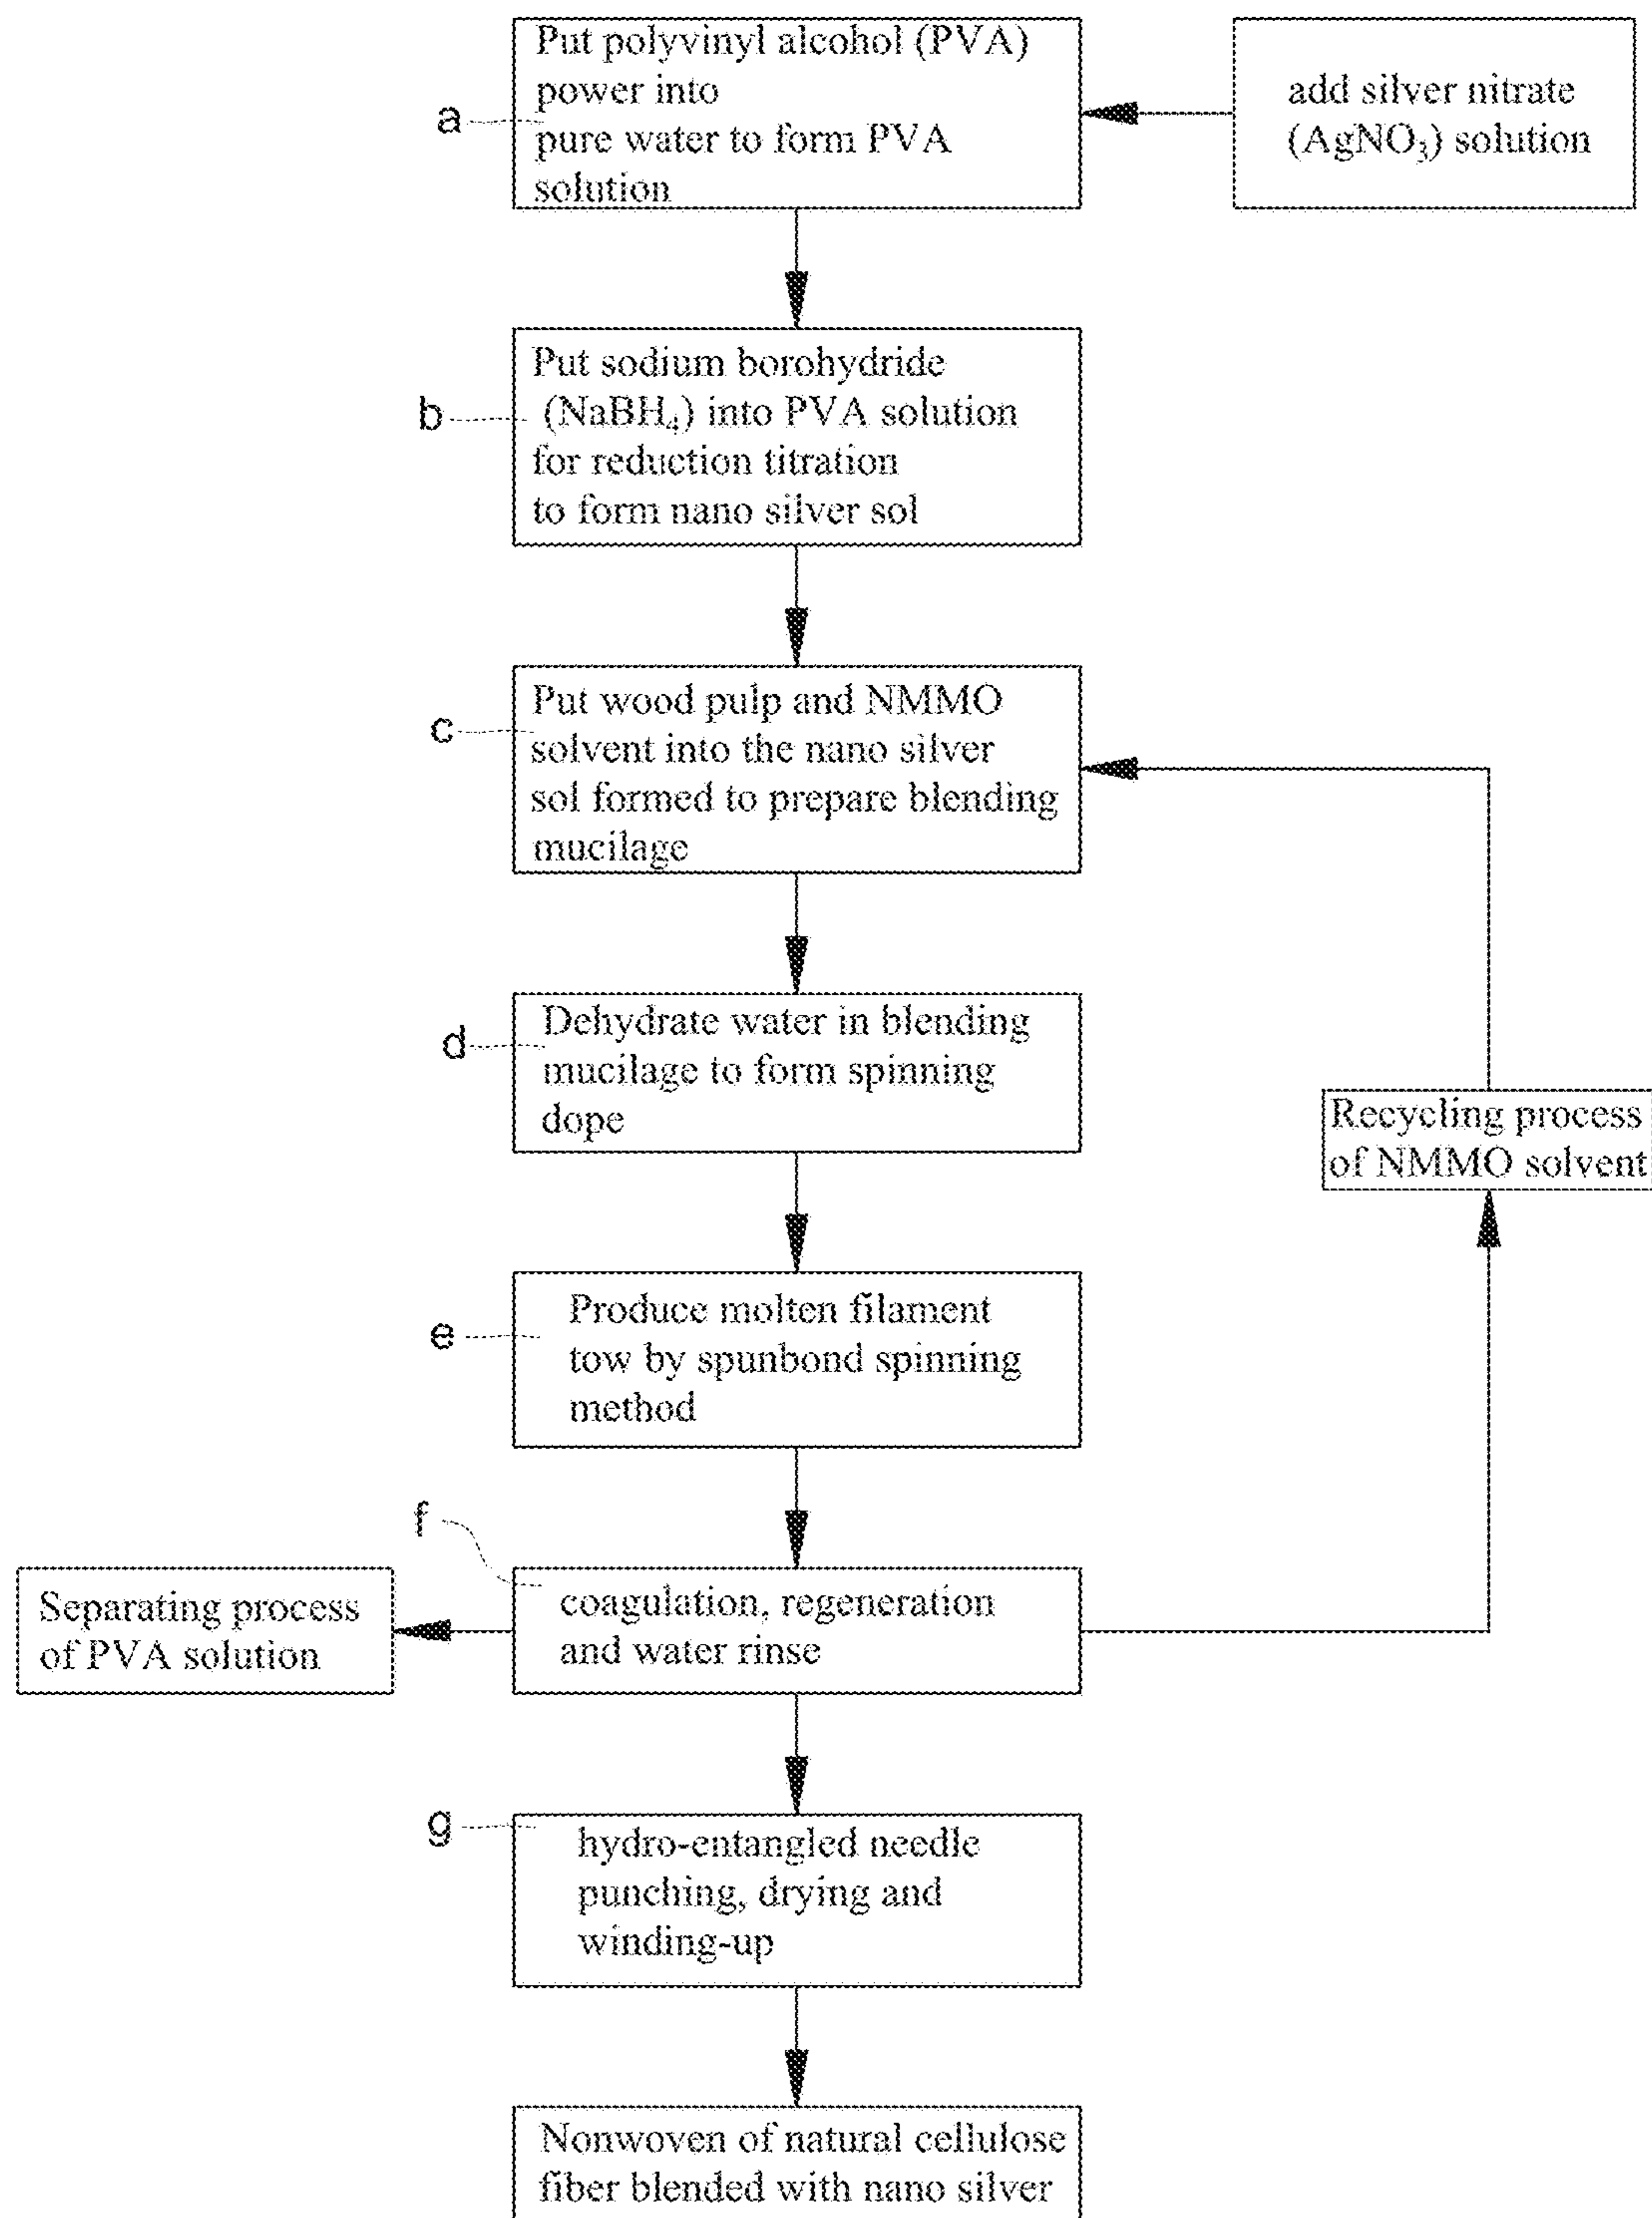 Put polyvinyl alcohol (PVA)
power into
pure water to form PVA
solution
a
add silver nitrate
(AgNO₃) solution
Put sodium borohydride
(NaBH₄) into PVA solution
for reduction titration
to form nano silver sol
b
Put wood pulp and NMMO
solvent into the nano silver
sol formed to prepare blending
mucilage
c
Dehydrate water in blending
mucilage to form spinning
dope
d
Recycling process
of NMMO solvent
Produce molten filament
tow by spunbond spinning
method
e
f
Separating process
of PVA solution
coagulation, regeneration
and water rinse
g
hydro-entangled needle
punching, drying and
winding-up
Nonwoven of natural cellulose
fiber blended with nano silver